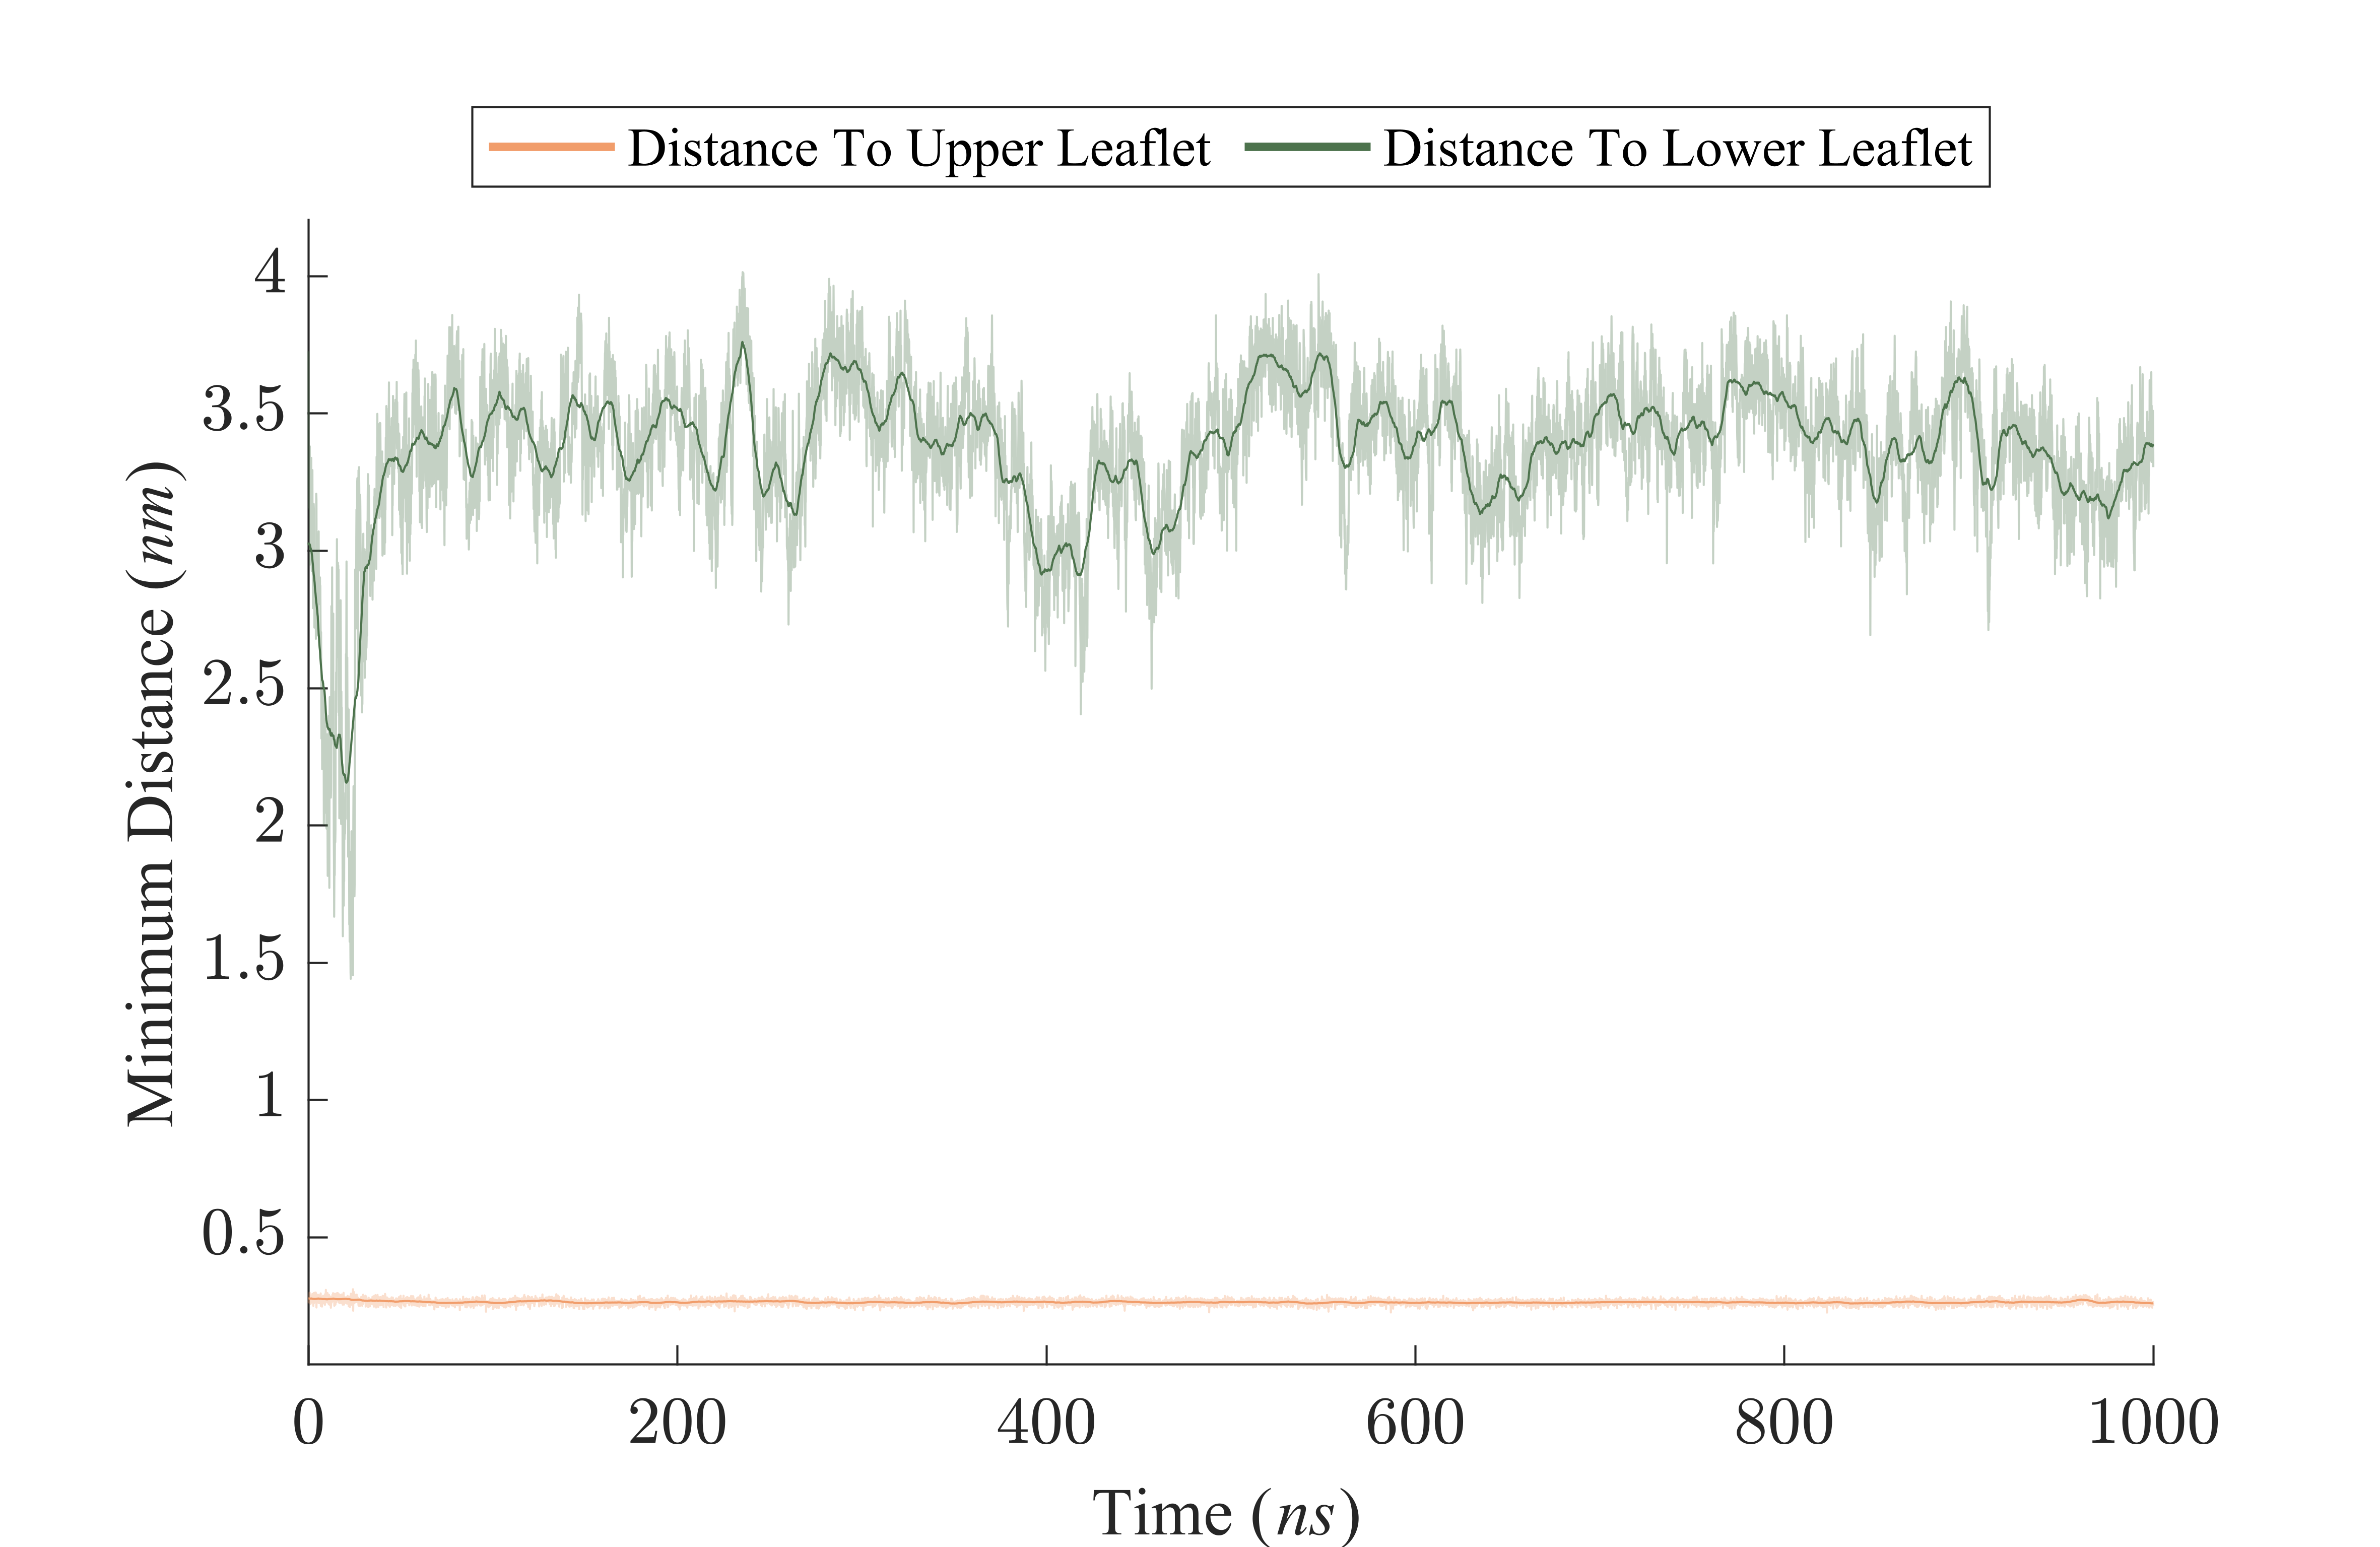 Distance To Upper Leaflet Distance To Lower Leaflet
4
3.5
3
2.5
2
1.5
1
0.5
Minimum Distance (nm)
0 200 400 600 800 1000
Time (ns)